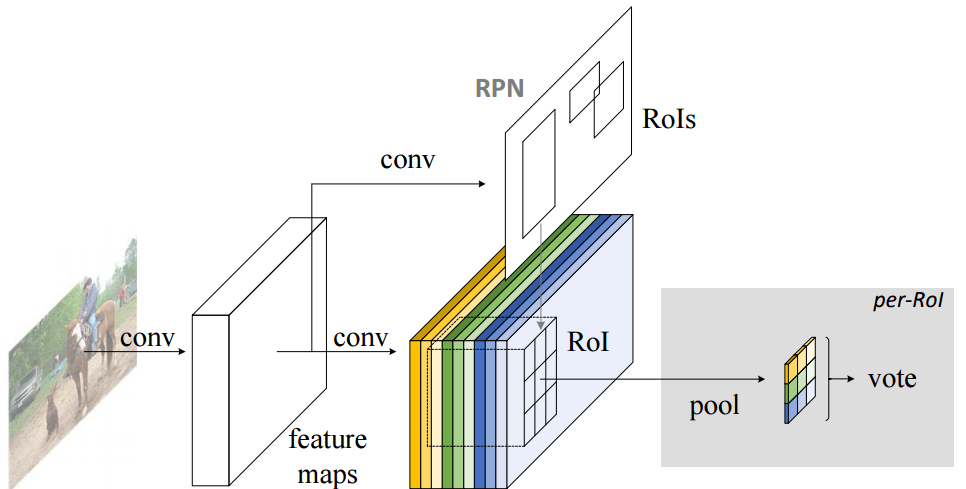 RPN
RoIs
conv
conv
conv
RoI
per-RoI
pool
vote
feature
maps